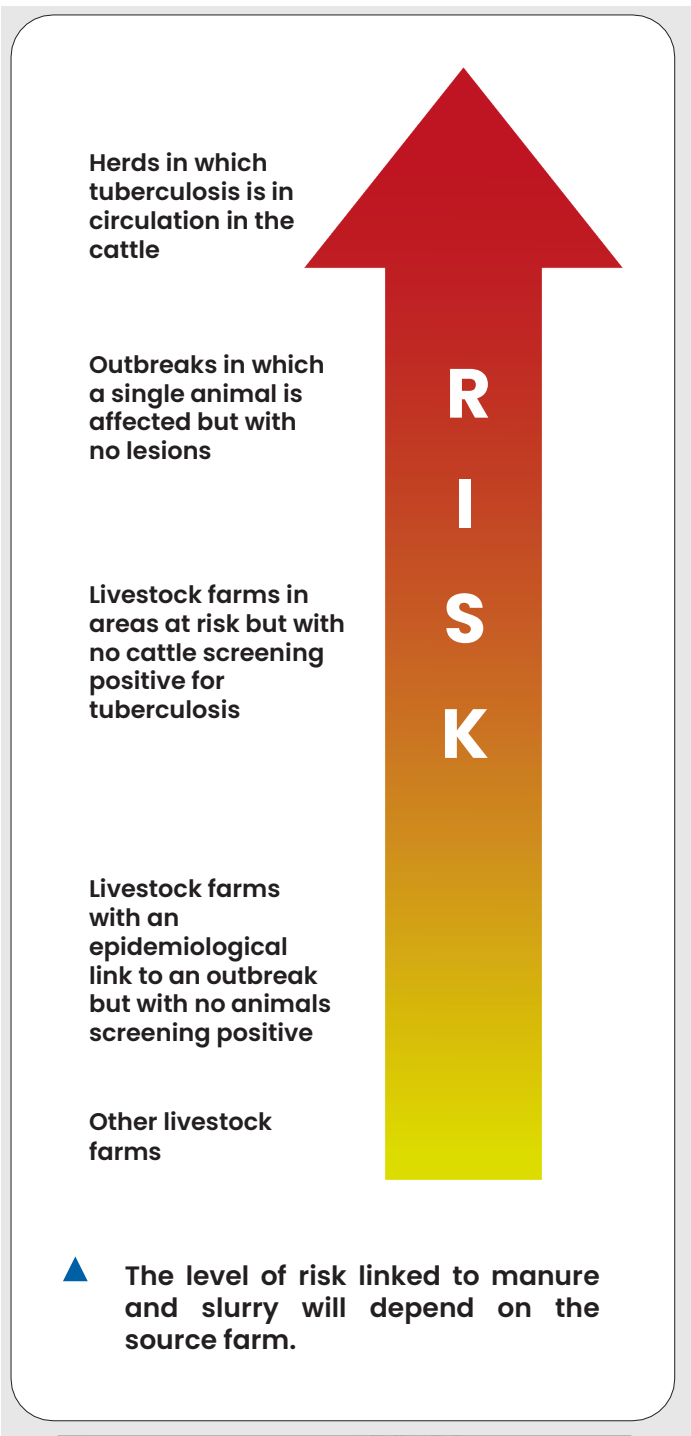 Herds in which
tuberculosis is in
circulation in the
cattle
Outbreaks in which
a single animal is
affected but with
no lesions
Livestock farms in
areas at risk but with
no cattle screening
positive for
tuberculosis
Livestock farms
with an
epidemiological
link to an outbreak
but with no animals
screening positive
Other livestock
farms
R
I
S
K
The level of risk linked to manure
and slurry will depend on the
source farm.